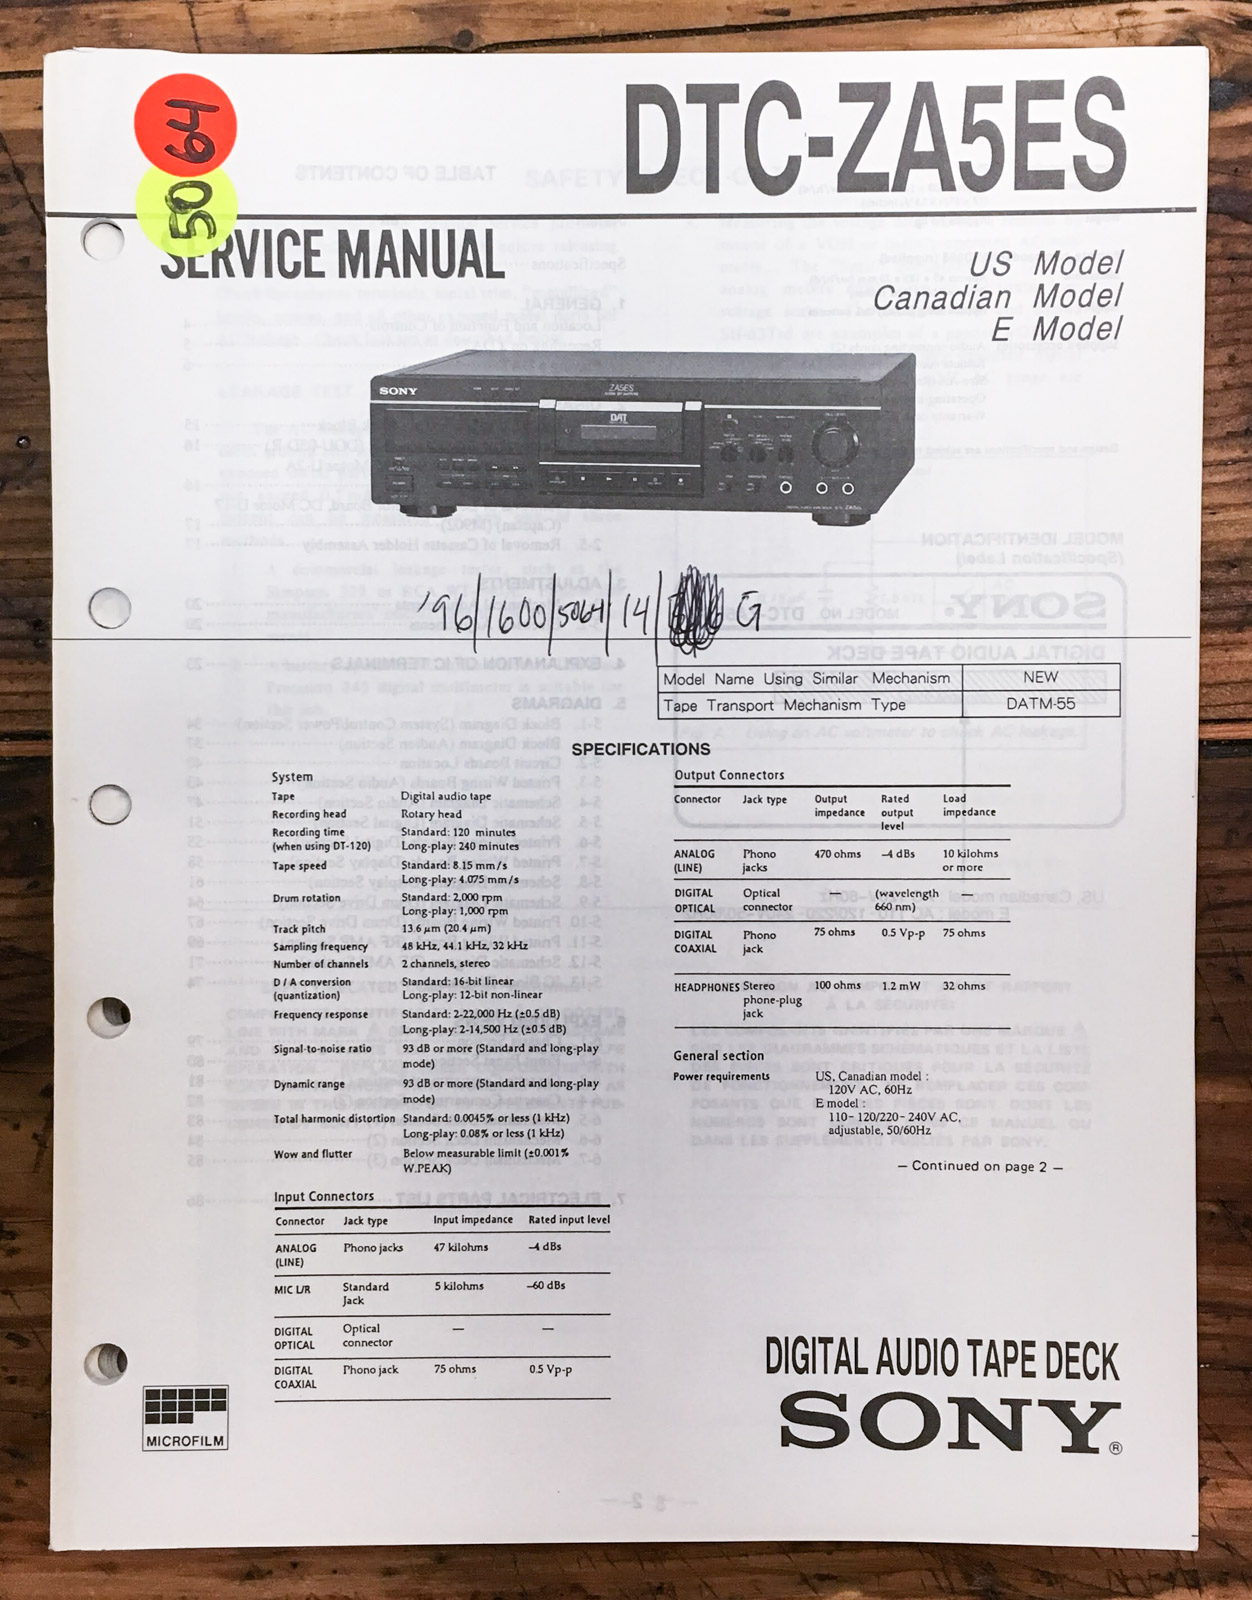 64
50
DTC-ZA5ES
SERVICE MANUAL
US Model
Canadian Model
E Model
SONY
ZA5ES
DAT
'96/1600/5064/14/ G
Model Name Using Similar Mechanism NEW
Tape Transport Mechanism Type DATM-55
SPECIFICATIONS
System
Tape Digital audio tape
Recording head Rotary head
Recording time Standard: 120 minutes
(when using DT-120) Long-play: 240 minutes
Tape speed Standard: 8.15 mm/s
Long-play: 4.075 mm/s
Drum rotation Standard: 2,000 rpm
Long-play: 1,000 rpm
Track pitch 13.6 µm (20.4 µm)
Sampling frequency 48 kHz, 44.1 kHz, 32 kHz
Number of channels 2 channels, stereo
D / A conversion Standard: 16-bit linear
(quantization) Long-play: 12-bit non-linear
Frequency response Standard: 2-22,000 Hz (±0.5 dB)
Long-play: 2-14,500 Hz (±0.5 dB)
Signal-to-noise ratio 93 dB or more (Standard and long-play
mode)
Dynamic range 93 dB or more (Standard and long-play
mode)
Total harmonic distortion Standard: 0.0045% or less (1 kHz)
Long-play: 0.08% or less (1 kHz)
Wow and flutter Below measurable limit (±0.001%
W.PEAK)
Input Connectors
Connector Jack type Input impedance Rated input level
ANALOG Phono jacks 47 kilohms –4 dBs
(LINE)
MIC L/R Standard 5 kilohms –60 dBs
Jack
DIGITAL Optical — —
OPTICAL connector
DIGITAL Phono jack 75 ohms 0.5 Vp-p
COAXIAL
Output Connectors
Connector Jack type Output Rated Load
impedance output impedance
level
ANALOG Phono 470 ohms –4 dBs 10 kilohms
(LINE) jacks or more
DIGITAL Optical — (wavelength —
OPTICAL connector 660 nm)
DIGITAL Phono 75 ohms 0.5 Vp-p 75 ohms
COAXIAL jack
HEADPHONES Stereo 100 ohms 1.2 mW 32 ohms
phone-plug
jack
General section
Power requirements US, Canadian model :
120V AC, 60Hz
E model :
110– 120/220– 240V AC,
adjustable, 50/60Hz
— Continued on page 2 —
MICROFILM
DIGITAL AUDIO TAPE DECK
SONY®